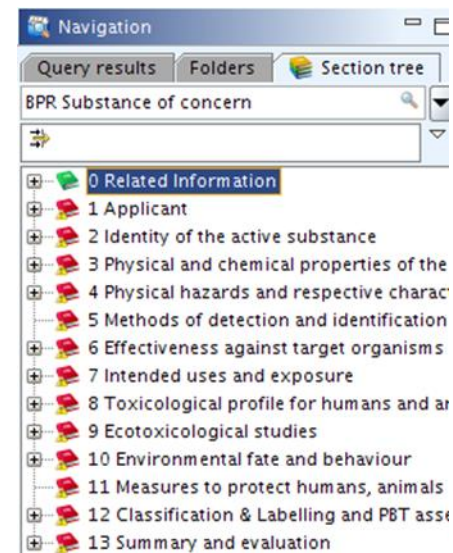 Navigation
Query results Folders Section tree
BPR Substance of concern
0 Related Information
1 Applicant
2 Identity of the active substance
3 Physical and chemical properties of the
4 Physical hazards and respective charac
5 Methods of detection and identification
6 Effectiveness against target organisms
7 Intended uses and exposure
8 Toxicological profile for humans and a
9 Ecotoxicological studies
10 Environmental fate and behaviour
11 Measures to protect humans, animals
12 Classification & Labelling and PBT asse
13 Summary and evaluation